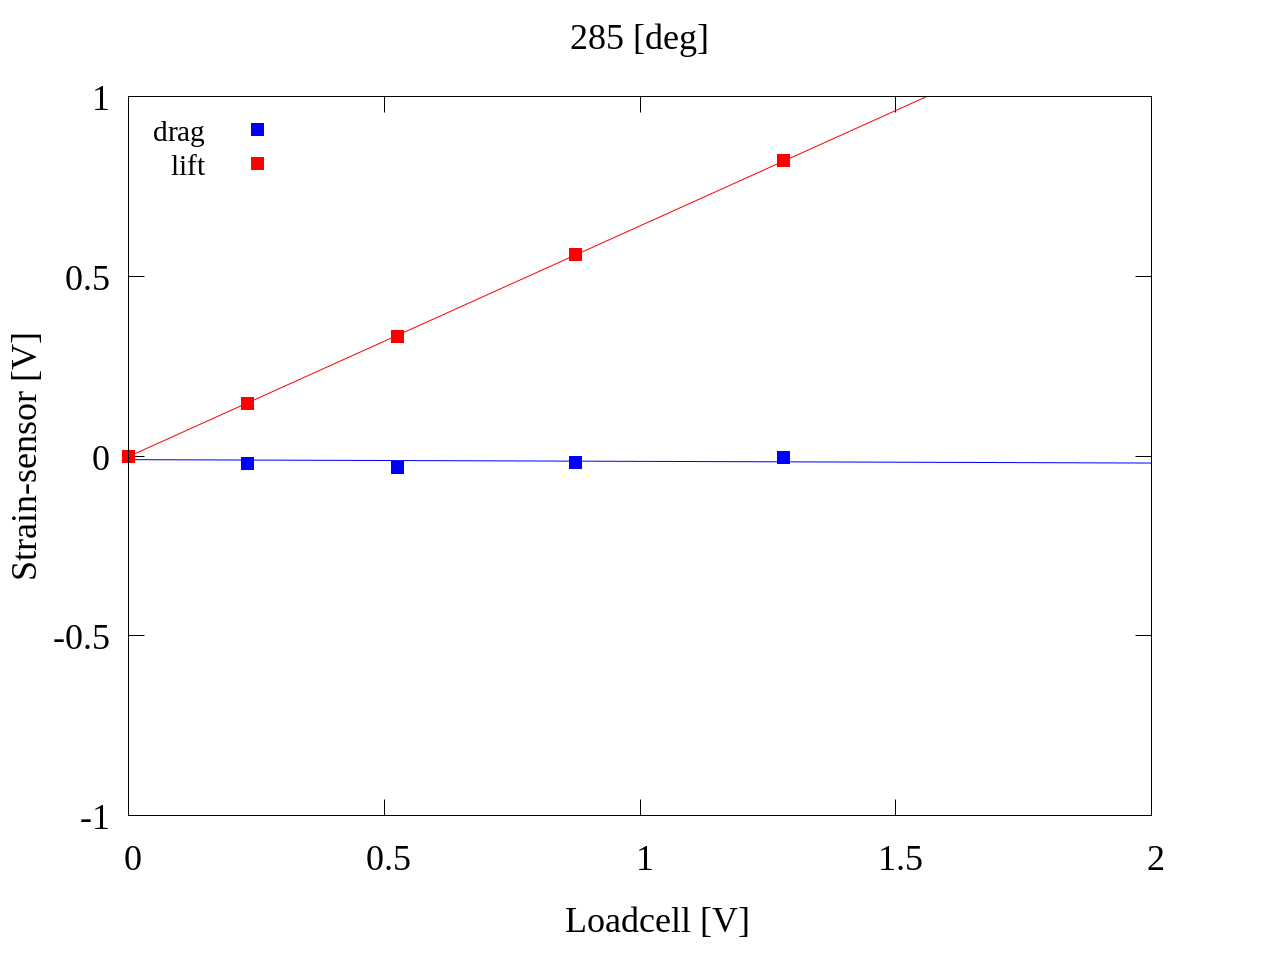 285 [deg]
1
drag
lift
0.5
0
-0.5
-1
Strain-sensor [V]
0 0.5 1 1.5 2
Loadcell [V]